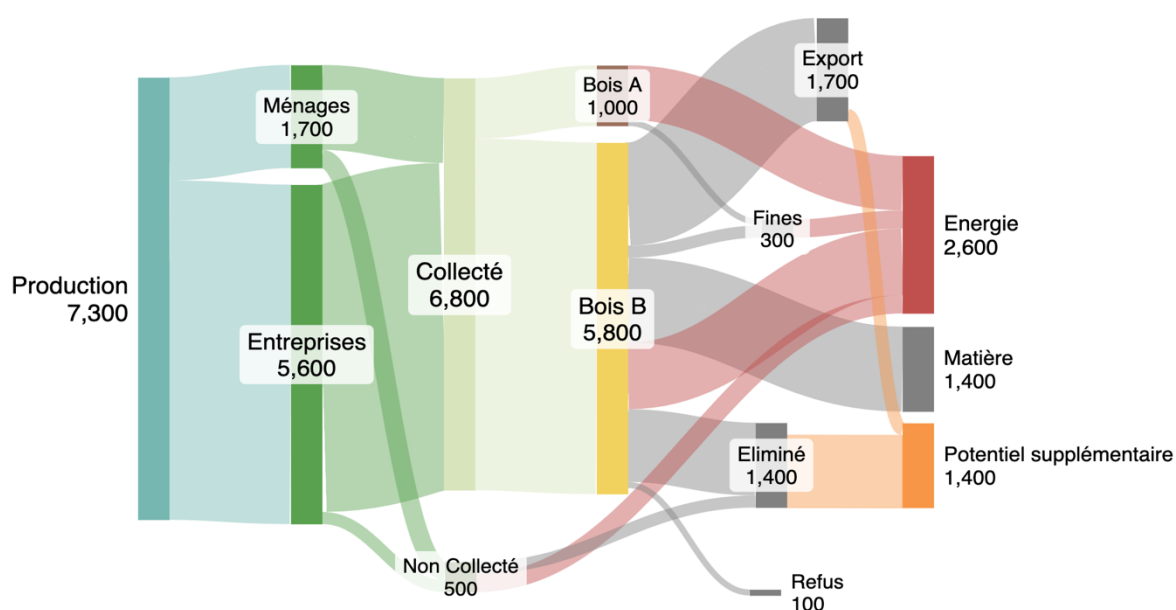 Production
7,300
Ménages
1,700
Entreprises
5,600
Collecté
6,800
Non Collecté
500
Bois A
1,000
Bois B
5,800
Export
1,700
Fines
300
Eliminé
1,400
Refus
100
Energie
2,600
Matière
1,400
Potentiel supplémentaire
1,400